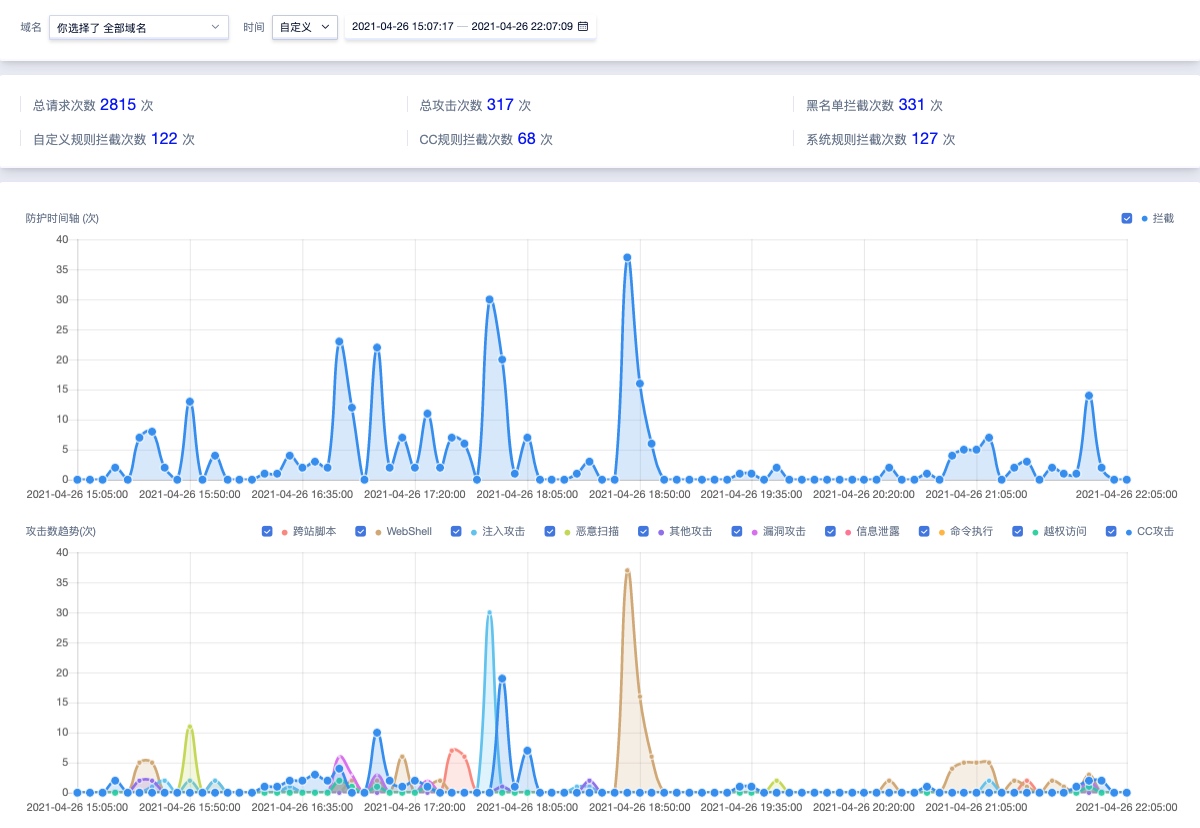 域名 你选择了 全部域名 时间 自定义 2021-04-26 15:07:17 — 2021-04-26 22:07:09
总请求次数 2815 次 总攻击次数 317 次 黑名单拦截次数 331 次
自定义规则拦截次数 122 次 CC规则拦截次数 68 次 系统规则拦截次数 127 次
防护时间轴 (次) 拦截
40
35
30
25
20
15
10
5
0
2021-04-26 15:05:00 2021-04-26 15:50:00 2021-04-26 16:35:00 2021-04-26 17:20:00 2021-04-26 18:05:00 2021-04-26 18:50:00 2021-04-26 19:35:00 2021-04-26 20:20:00 2021-04-26 21:05:00 2021-04-26 22:05:00
攻击数趋势(次) 跨站脚本 WebShell 注入攻击 恶意扫描 其他攻击 漏洞攻击 信息泄露 命令执行 越权访问 CC攻击
40
35
30
25
20
15
10
5
0
2021-04-26 15:05:00 2021-04-26 15:50:00 2021-04-26 16:35:00 2021-04-26 17:20:00 2021-04-26 18:05:00 2021-04-26 18:50:00 2021-04-26 19:35:00 2021-04-26 20:20:00 2021-04-26 21:05:00 2021-04-26 22:05:00